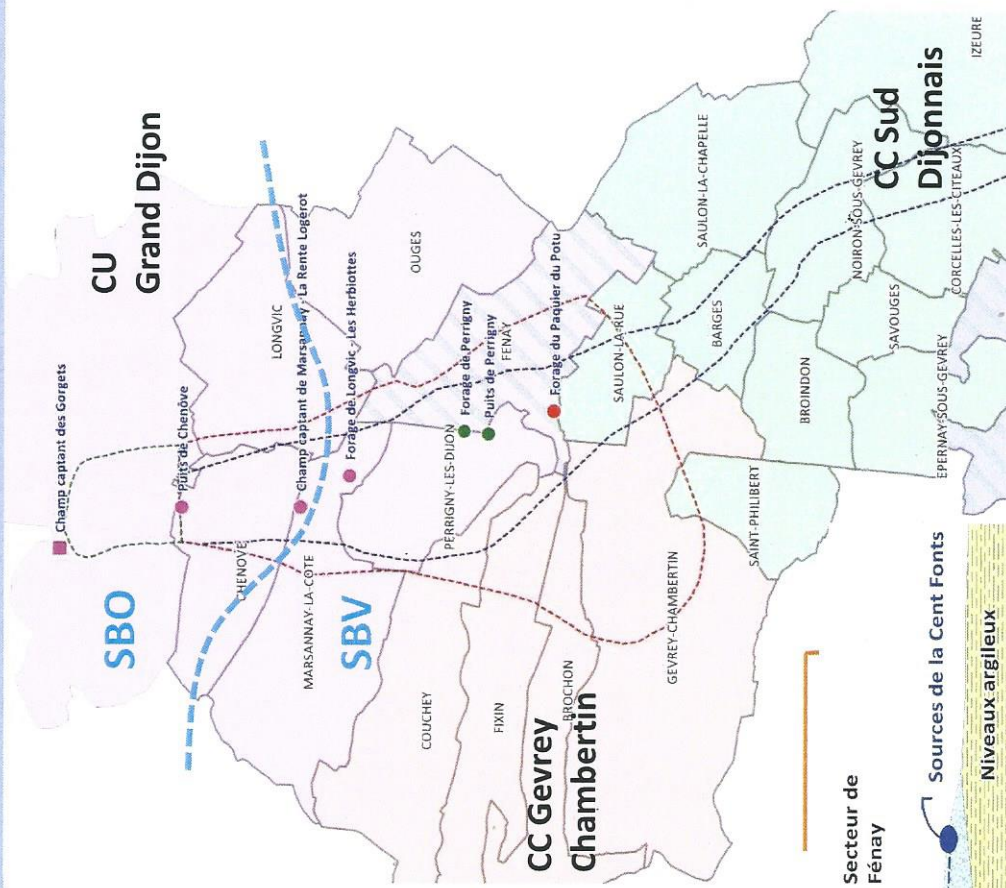 CU
Grand Dijon
Champ captant des Gorgets
SBO
Puits de Chenôve
LONGVIC
CHENOVE
Champ captant de Marsannay - La Rente Logerot
MARSANNAY-LA-COTE
SBV
Forage de Longvic - Les Herbiottes
OUGES
COUCHEY
PERRIGNY-LES-DIJON
Forage de Perrigny
Puits de Perrigny
FENAY
FIXIN
Forage du Paquier du Potu
BROCHON
CC Gevrey
Chambertin
SAULON-LA-RUE
SAULON-LA-CHAPELLE
GEVREY-CHAMBERTIN
BARGES
SAINT-PHILIBERT
BROINDON
NOIRON-SOUS-GEVREY
CC Sud
Dijonnais
SAVOUGES
EPERNAY-SOUS-GEVREY
CORCELLES-LES-CITEAUX
IZEURE
Secteur de
Fénay
Sources de la Cent Fonts
Niveaux argileux